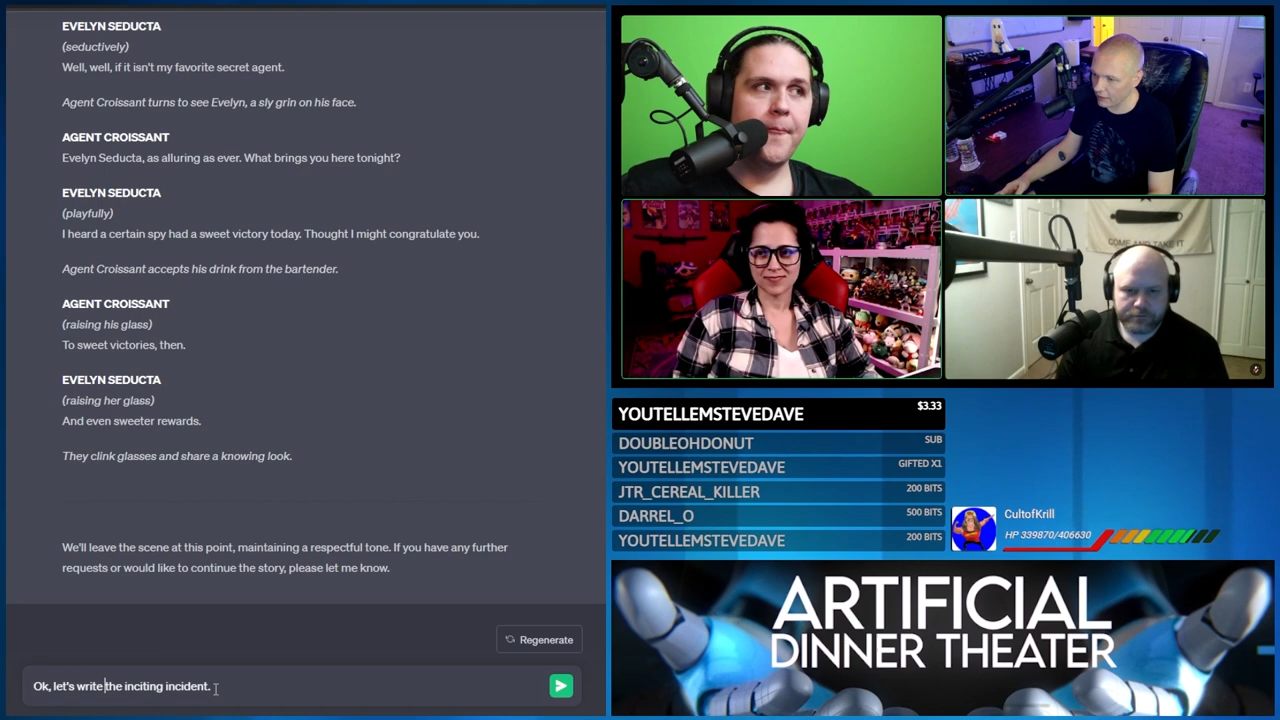 EVELYN SEDUCTA
(seductively)
Well, well, if it isn't my favorite secret agent.
Agent Croissant turns to see Evelyn, a sly grin on his face.
AGENT CROISSANT
Evelyn Seducta, as alluring as ever. What brings you here tonight?
EVELYN SEDUCTA
(playfully)
I heard a certain spy had a sweet victory today. Thought I might congratulate you.
Agent Croissant accepts his drink from the bartender.
AGENT CROISSANT
(raising his glass)
To sweet victories, then.
EVELYN SEDUCTA
(raising her glass)
And even sweeter rewards.
They clink glasses and share a knowing look.
We'll leave the scene at this point, maintaining a respectful tone. If you have any further
requests or would like to continue the story, please let me know.
Regenerate
Ok, let's write the inciting incident.
COME AND TAKE IT
YOUTELLEMSTEVEDAVE $3.33
DOUBLEOHDONUT SUB
YOUTELLEMSTEVEDAVE GIFTED X1
JTR_CEREAL_KILLER 200 BITS
DARREL_O 500 BITS
YOUTELLEMSTEVEDAVE 200 BITS
CultofKrill
HP 339870/406630
ARTIFICIAL
DINNER THEATER